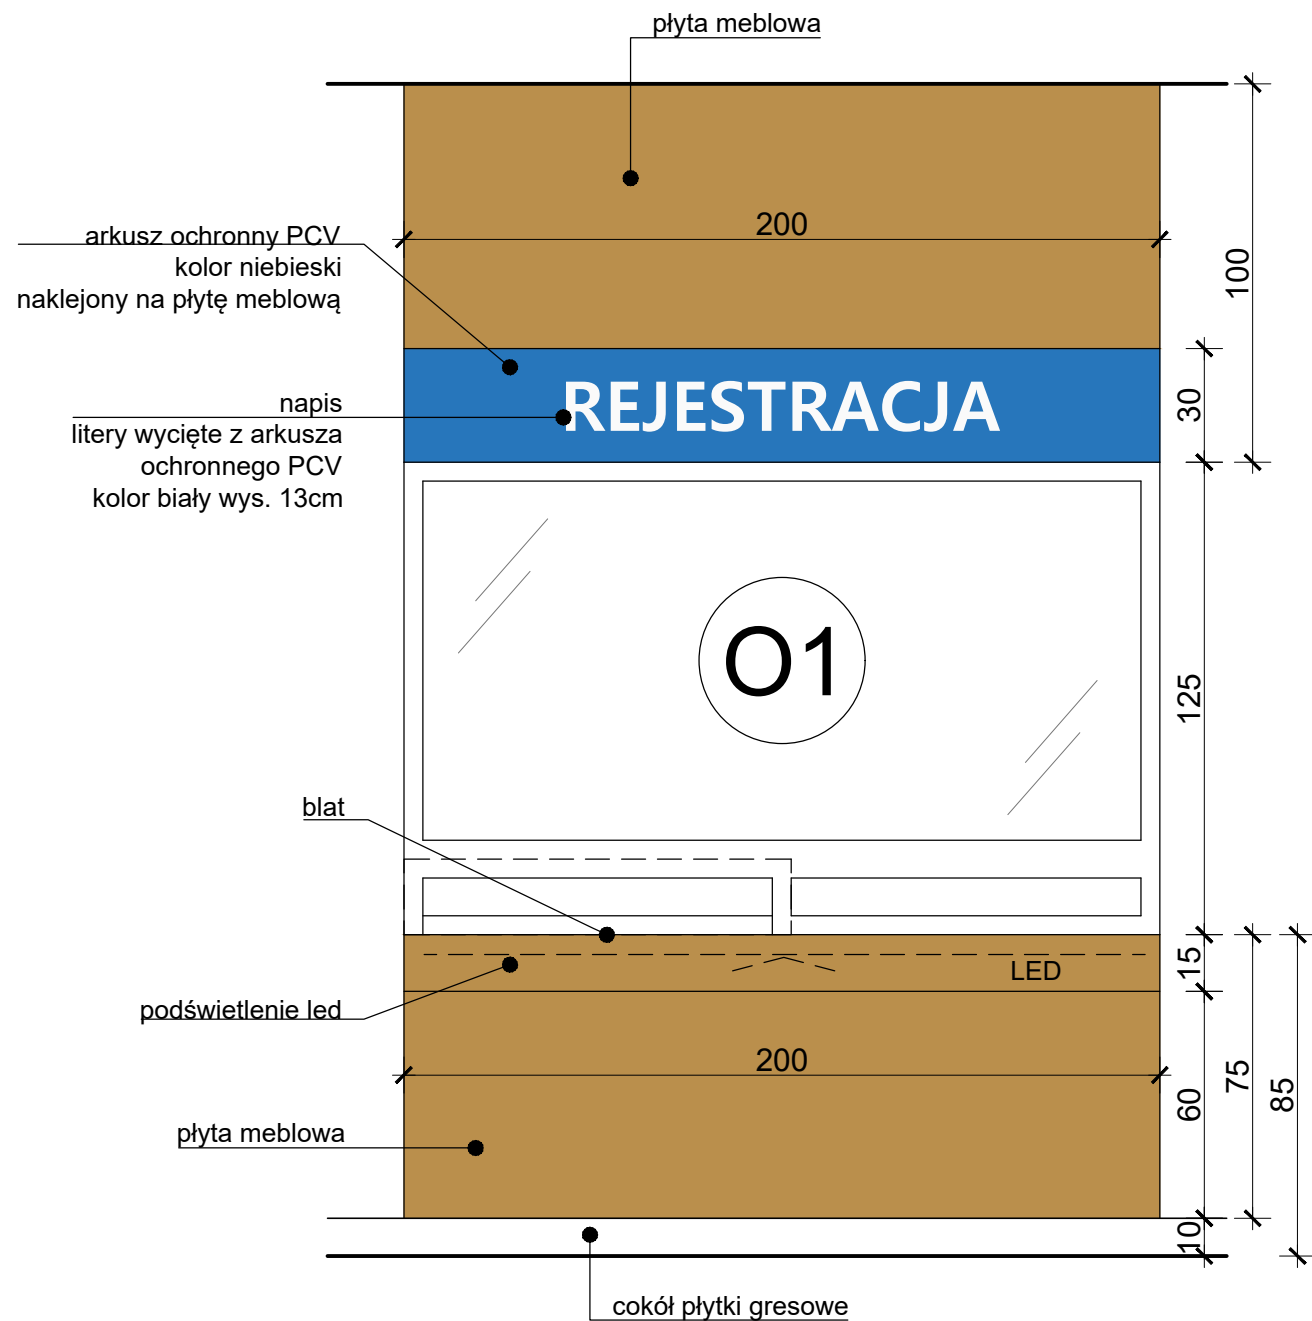 płyta meblowa
200
100
arkusz ochronny PCV
kolor niebieski
naklejony na płytę meblową
30
REJESTRACJA
napis
litery wycięte z arkusza
ochronnego PCV
kolor biały wys. 13cm
O1
125
blat
15
LED
podświetlenie led
200
60
75
85
płyta meblowa
10
cokół płytki gresowe